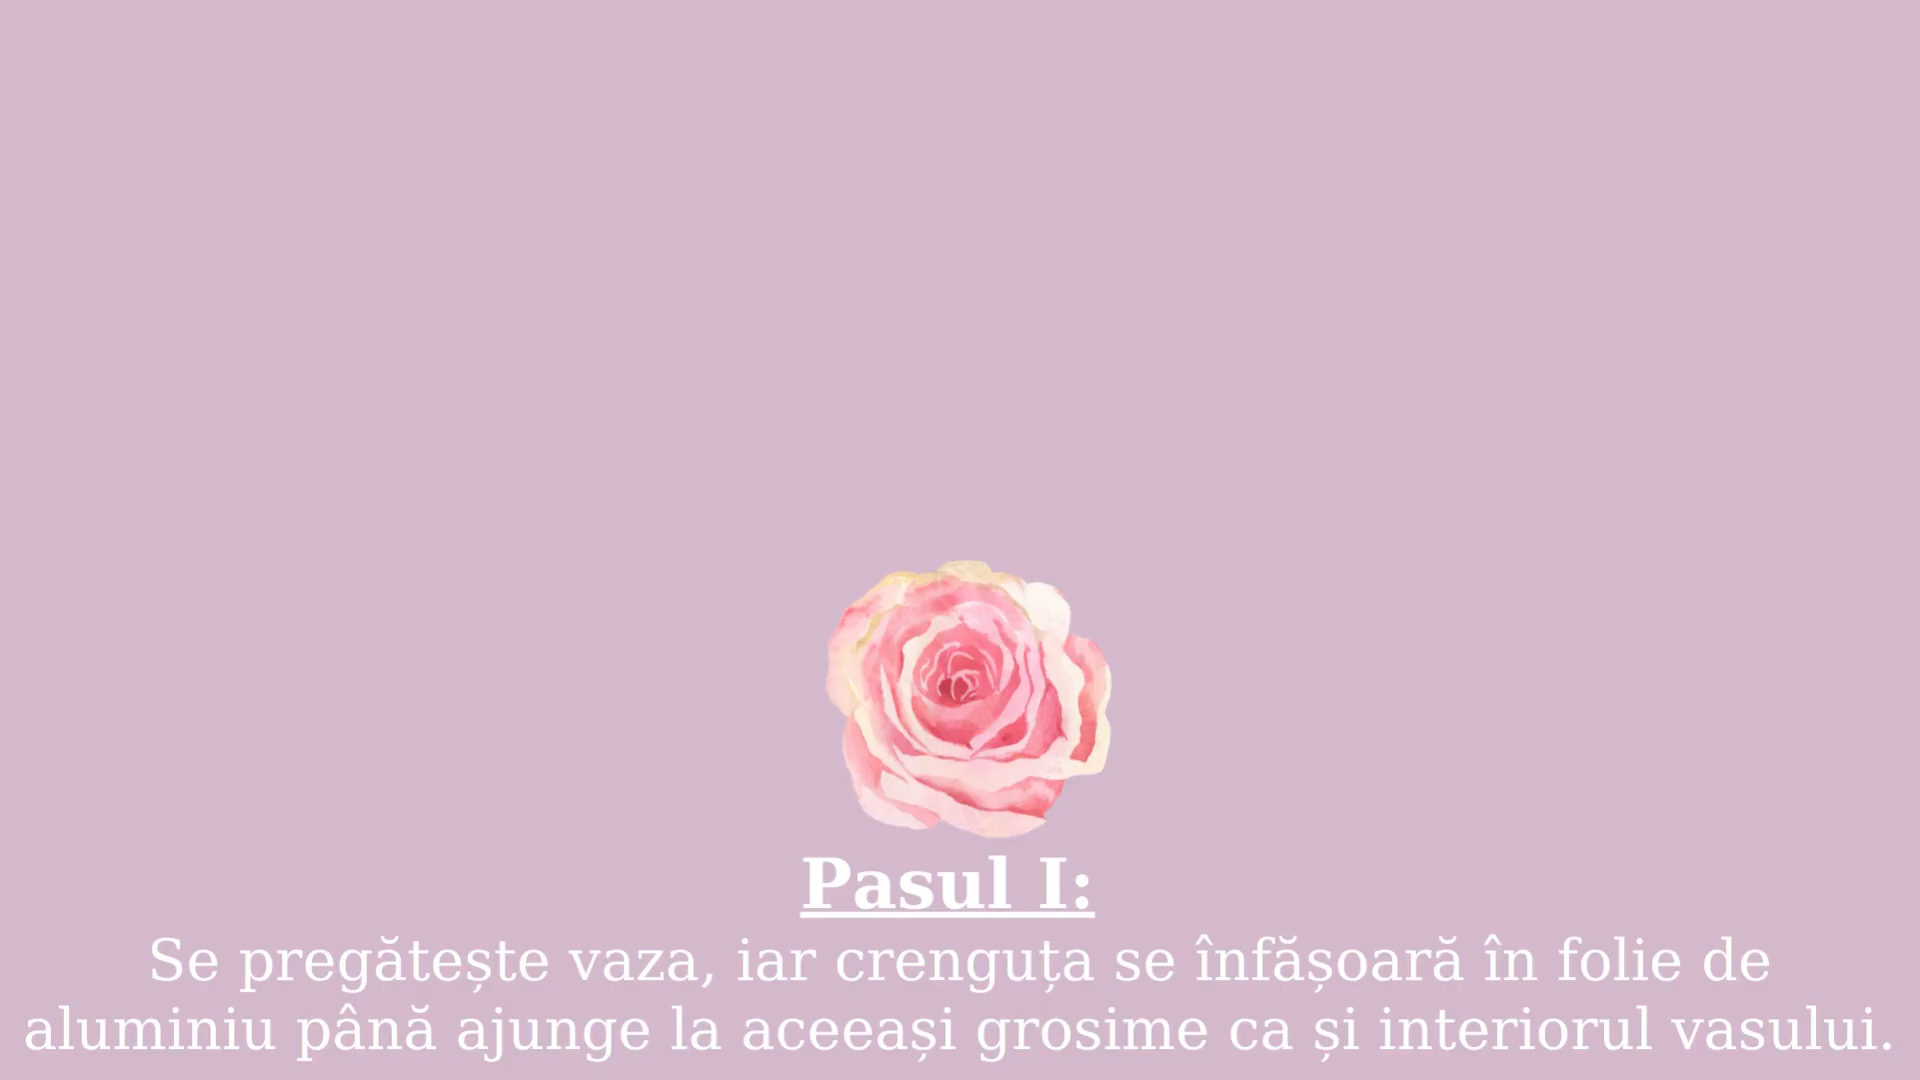 Pasul I:
Se pregătește vaza, iar crenguța se înfășoară în folie de
aluminiu până ajunge la aceeași grosime ca și interiorul vasului.